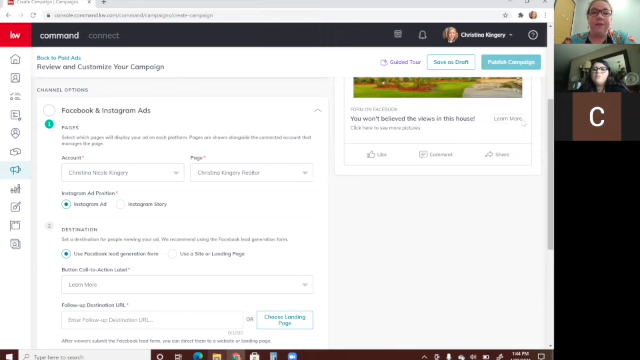 Create Campaign |
Keller Williams Realty
console.command.kw.com/command/campaigns/create-campaign
kw command connect
Christina Kingery
Back to Paid Ads
Review and Customize Your Campaign
Guided Tour
Save as Draft
Publish Campaign
CHANNEL OPTIONS
Facebook & Instagram Ads
1 PAGES
Select which pages will display your ad on each platform. Pages are shown alongside the connected account that
manages the page.
Account *
Page *
Christina Nicole Kingery
Christina Kingery Realtor
Instagram Ad Position *
Instagram Ad
Instagram Story
2 DESTINATION
Set a destination for people viewing your ad. We recommend using the Facebook lead generation form.
Use Facebook lead generation form
Use a Site or Landing Page
Button Call-to-Action Label *
Learn More
Follow-up Destination URL *
Enter Follow-up Destination URL
OR
Choose Landing
Page
After viewers submit the Facebook lead form, you can direct them to a website or landing page.
FORM ON FACEBOOK
You won't believed the views in this house!
Learn More
Click here to see more pictures
Like
Comment
Share
C
Type here to search
1:44 PM